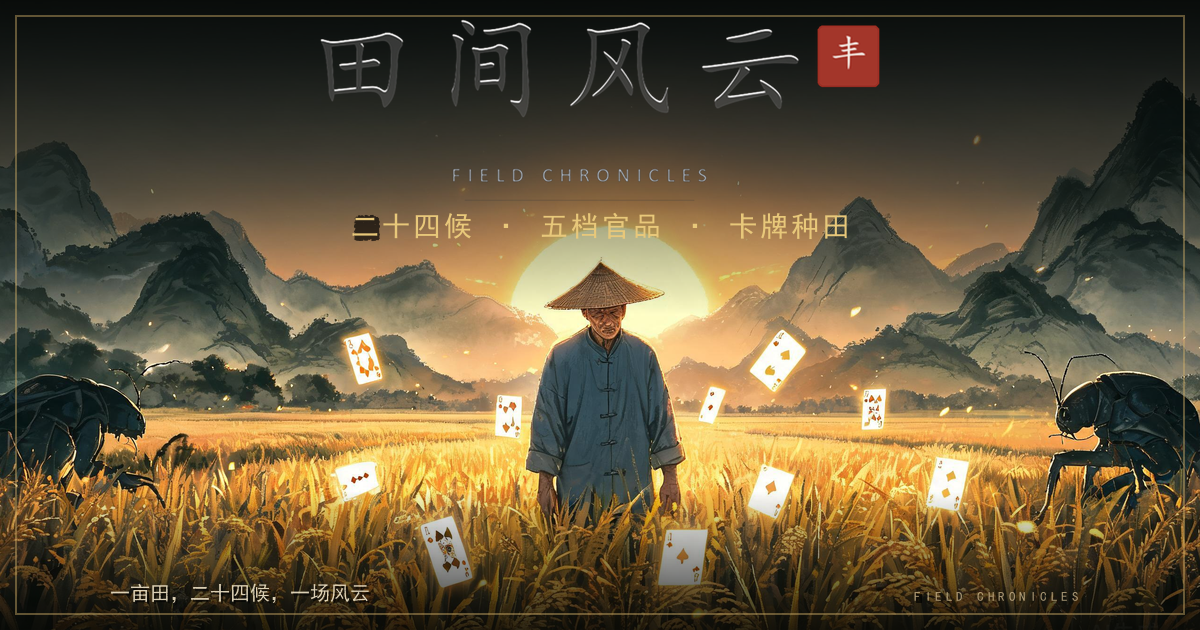 田间风云 丰
FIELD CHRONICLES
二十四候 · 五档官品 · 卡牌种田
一亩田，二十四候，一场风云
FIELD CHRONICLES